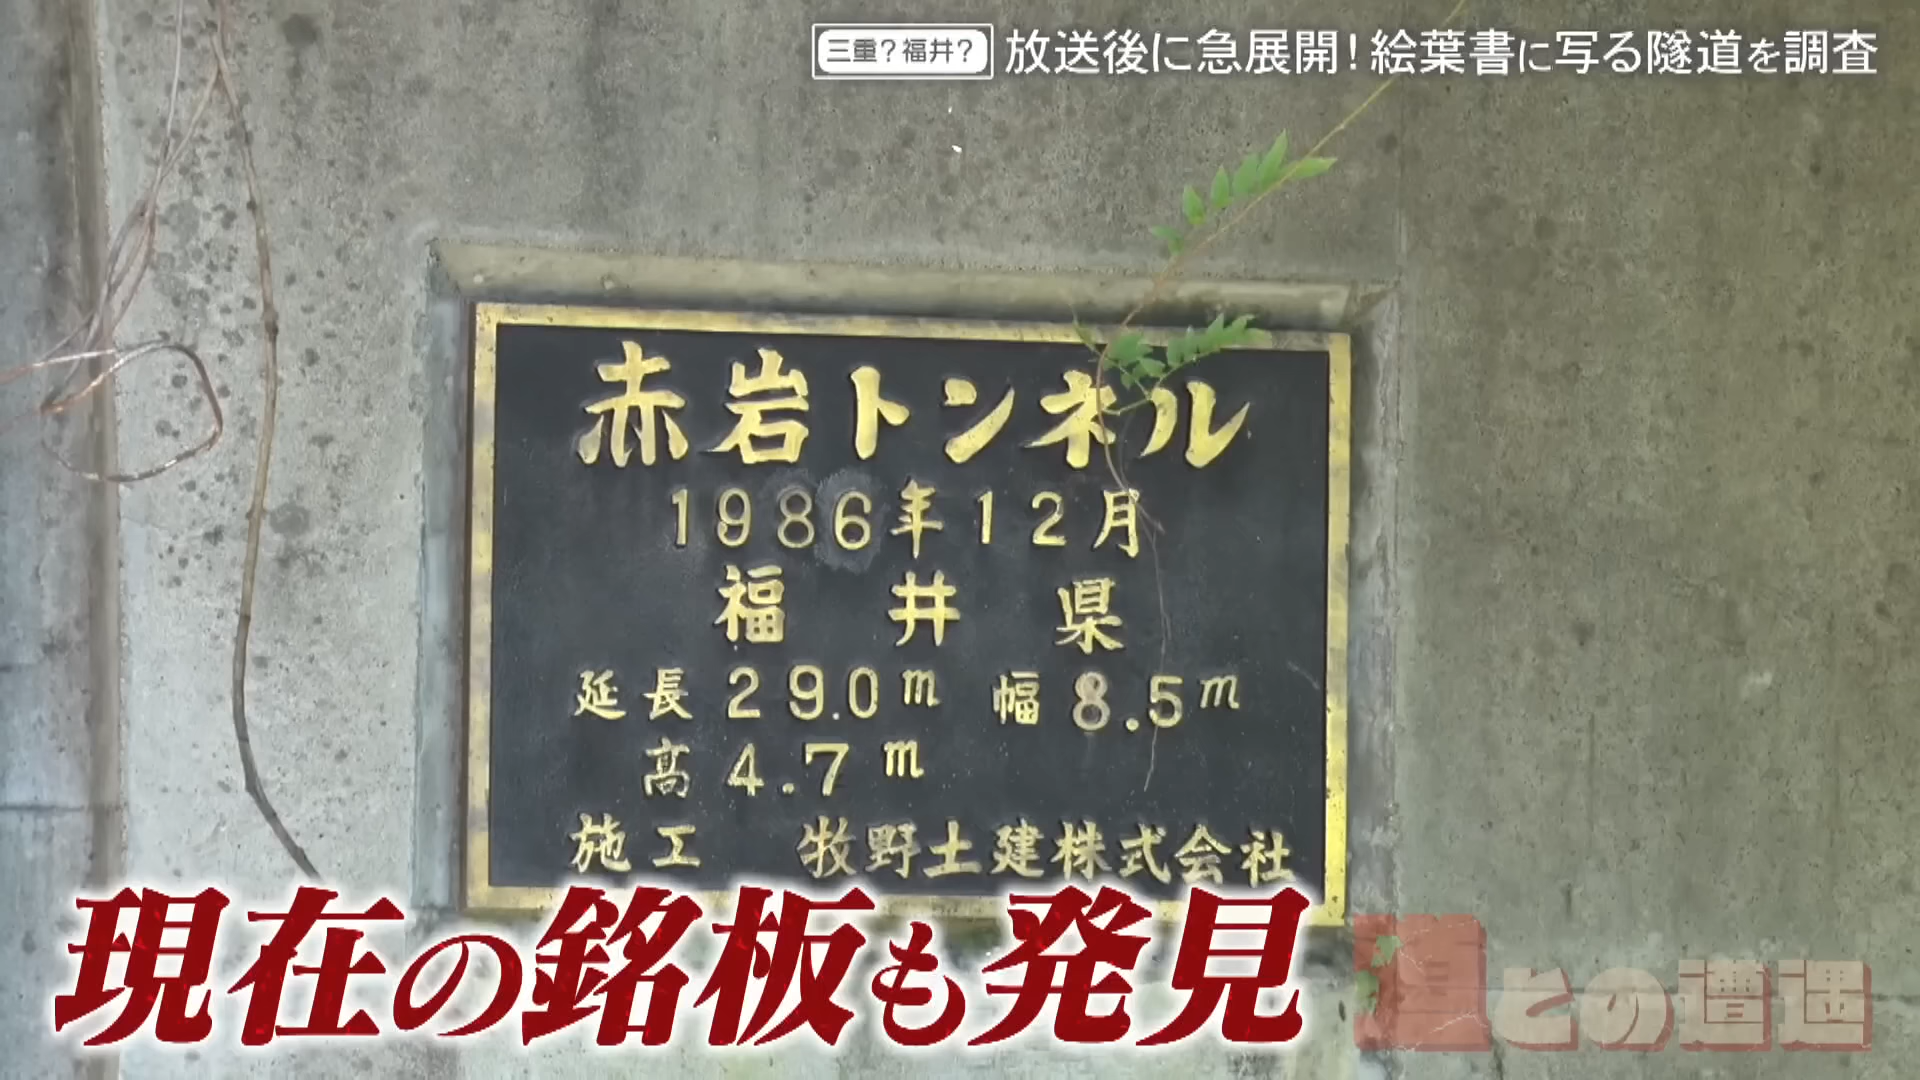 三重？福井？ 放送後に急展開！絵葉書に写る隧道を調査
赤岩トンネル
1986年12月
福井県
延長 29.0m 幅 8.5m
高 4.7m
施工 牧野土建株式会社
現在の銘板も発見
道との遭遇